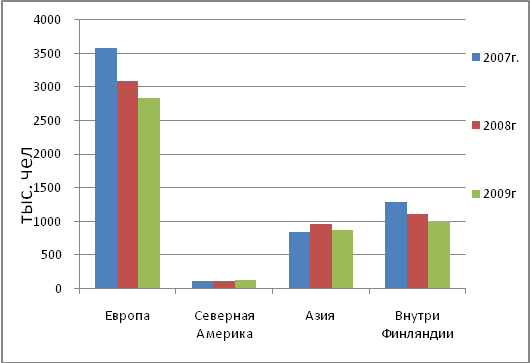 4000
3500
3000
2500
2000
1500
1000
500
0
тыс. чел
Европа
Северная
Америка
Азия
Внутри
Финляндии
2007г.
2008г
2009г